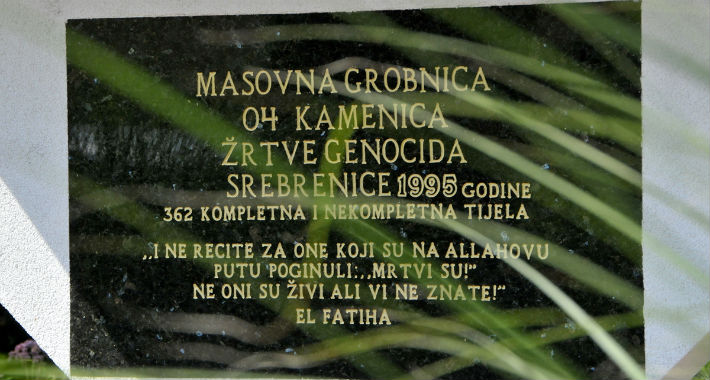 MASOVNA GROBNICA
04 KAMENICA
ŽRTVE GENOCIDA
SREBRENICE 1995 GODINE
362 KOMPLETNA I NEKOMPLETNA TIJELA
„I NE RECITE ZA ONE KOJI SU NA ALLAHOVU
PUTU POGINULI:„MRTVI SU!”
NE ONI SU ŽIVI ALI VI NE ZNATE!”
EL FATIHA